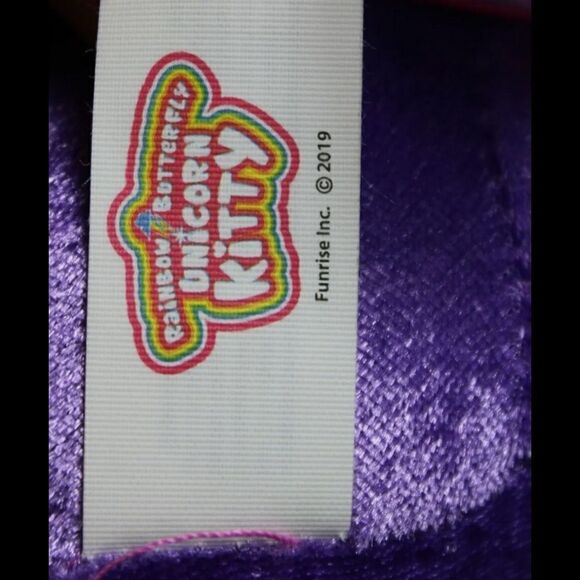 RAINBOW BUTTERFLY
UNICORN
KiTTY
Funrise Inc. © 2019